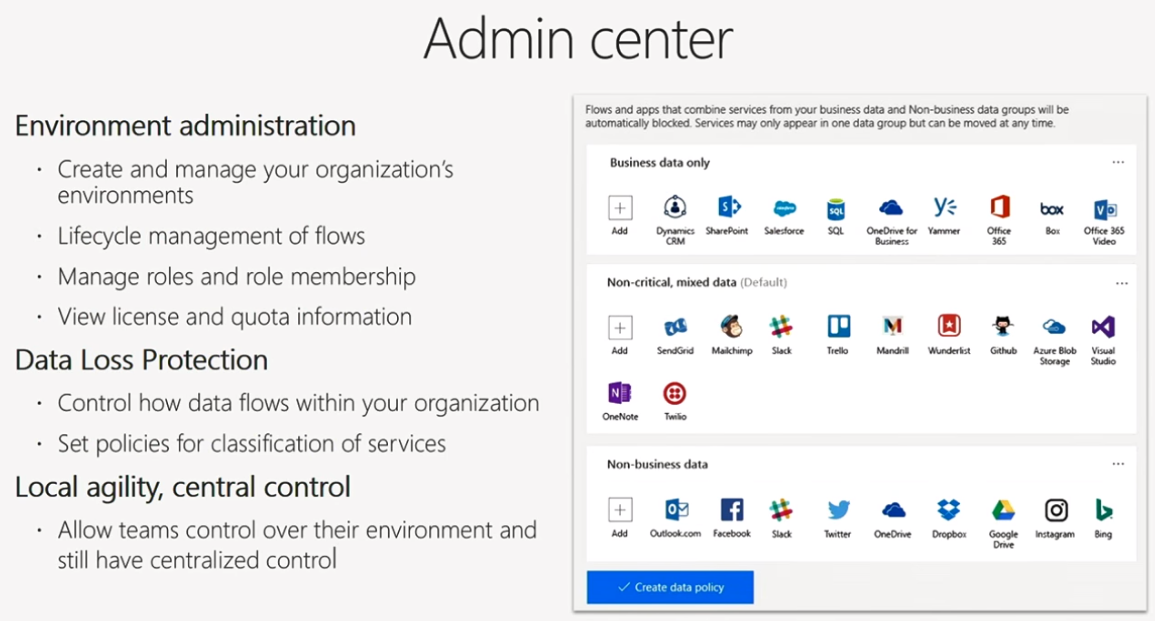 Admin center
Environment administration
· Create and manage your organization's
environments
· Lifecycle management of flows
· Manage roles and role membership
· View license and quota information
Data Loss Protection
· Control how data flows within your organization
· Set policies for classification of services
Local agility, central control
· Allow teams control over their environment and
still have centralized control
Flows and apps that combine services from your business data and Non-business data groups will be
automatically blocked. Services may only appear in one data group but can be moved at any time.
Business data only ...
S salesforce SQL box V
Add Dynamics CRM SharePoint Salesforce SQL OneDrive for Business Yammer Office 365 Box Office 365 Video
Non-critical, mixed data (Default) ...
Add SendGrid Mailchimp Slack Trello Mandrill Wunderlist Github Azure Blob Storage Visual Studio
N
OneNote Twilio
Non-business data ...
Add Outlook.com Facebook Slack Twitter OneDrive Dropbox Google Drive Instagram Bing
Create data policy